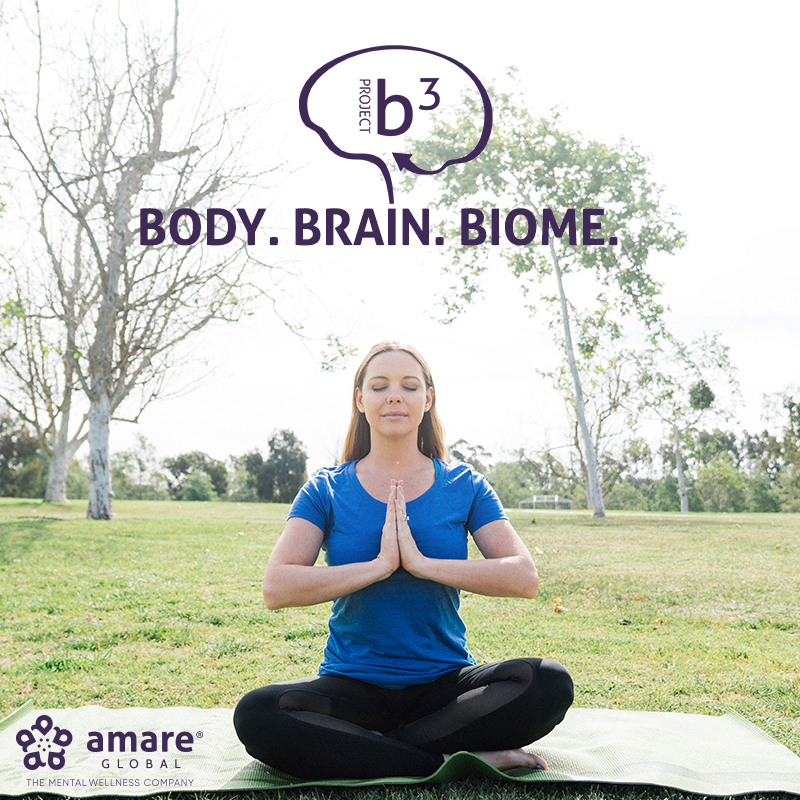 PROJECT
b³
BODY. BRAIN. BIOME.
amare®
GLOBAL
THE MENTAL WELLNESS COMPANY